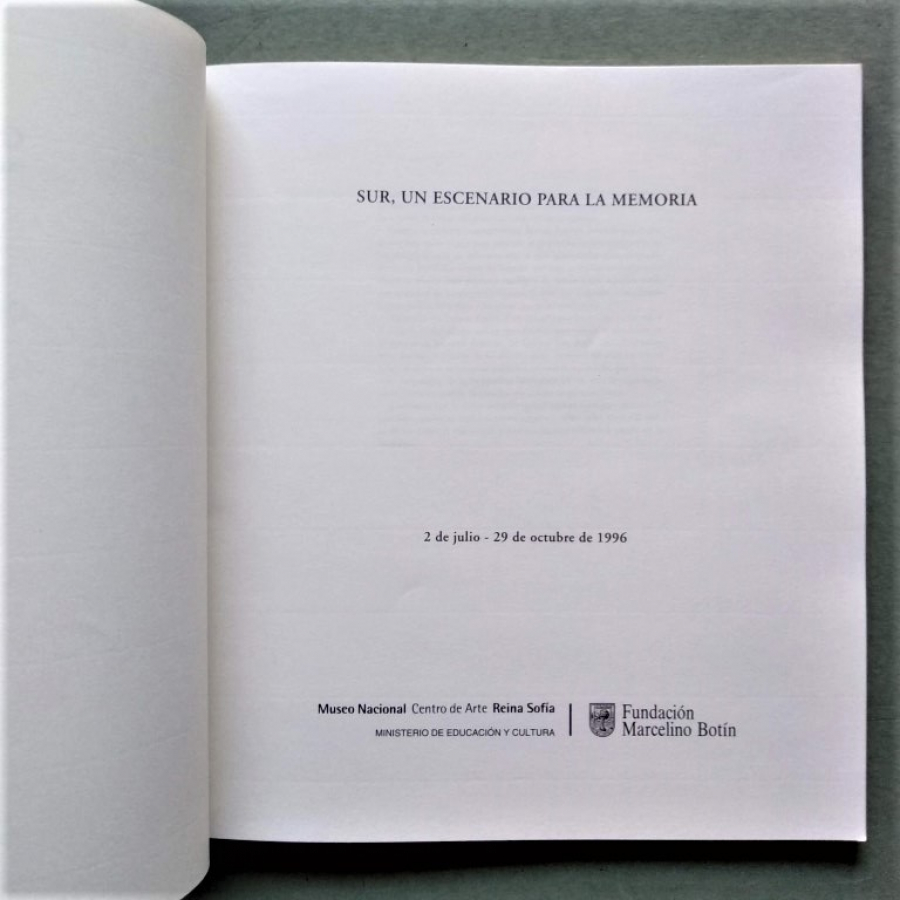 SUR, UN ESCENARIO PARA LA MEMORIA
2 de julio - 29 de octubre de 1996
Museo Nacional Centro de Arte Reina Sofía
MINISTERIO DE EDUCACIÓN Y CULTURA
Fundación
Marcelino Botín